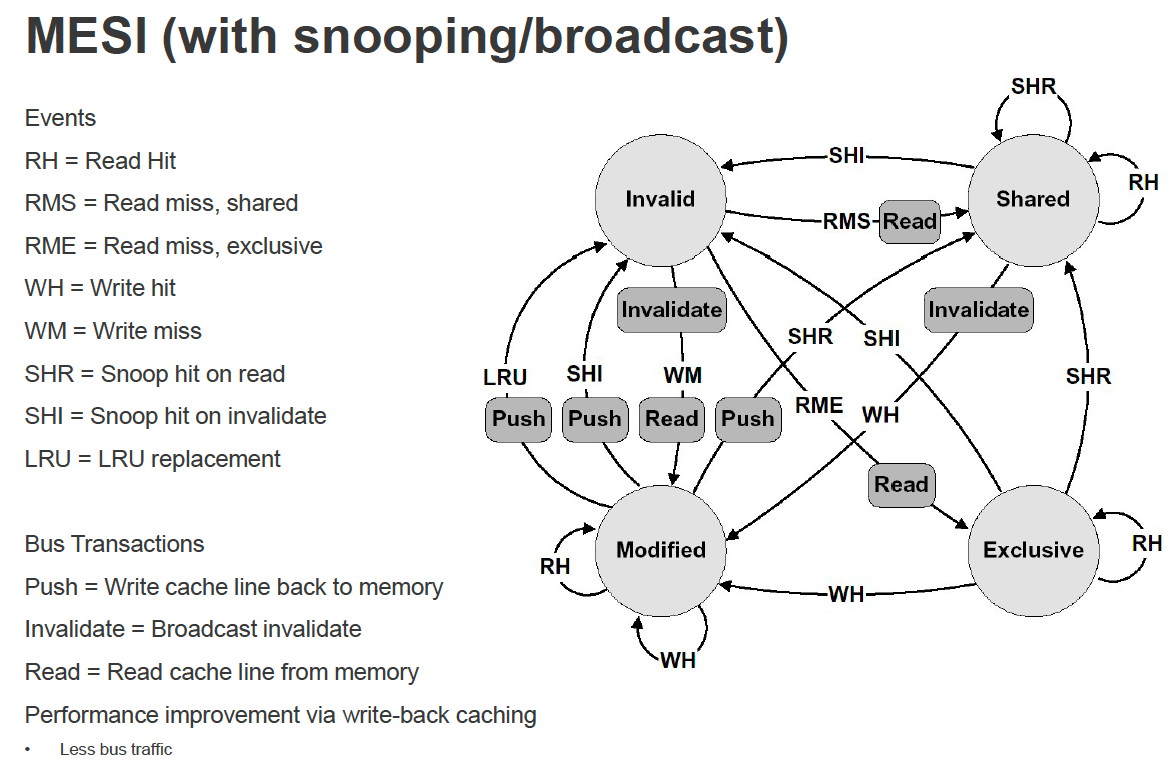 MESI (with snooping/broadcast)
Events
RH = Read Hit
RMS = Read miss, shared
RME = Read miss, exclusive
WH = Write hit
WM = Write miss
SHR = Snoop hit on read
SHI = Snoop hit on invalidate
LRU = LRU replacement
Bus Transactions
Push = Write cache line back to memory
Invalidate = Broadcast invalidate
Read = Read cache line from memory
Performance improvement via write-back caching
• Less bus traffic
SHR
SHI
RH
Invalid
Shared
RMS
Read
Invalidate
Invalidate
SHR
SHI
LRU
SHI
WM
SHR
RME
WH
Push
Push
Read
Push
Read
Modified
Exclusive
RH
RH
WH
WH